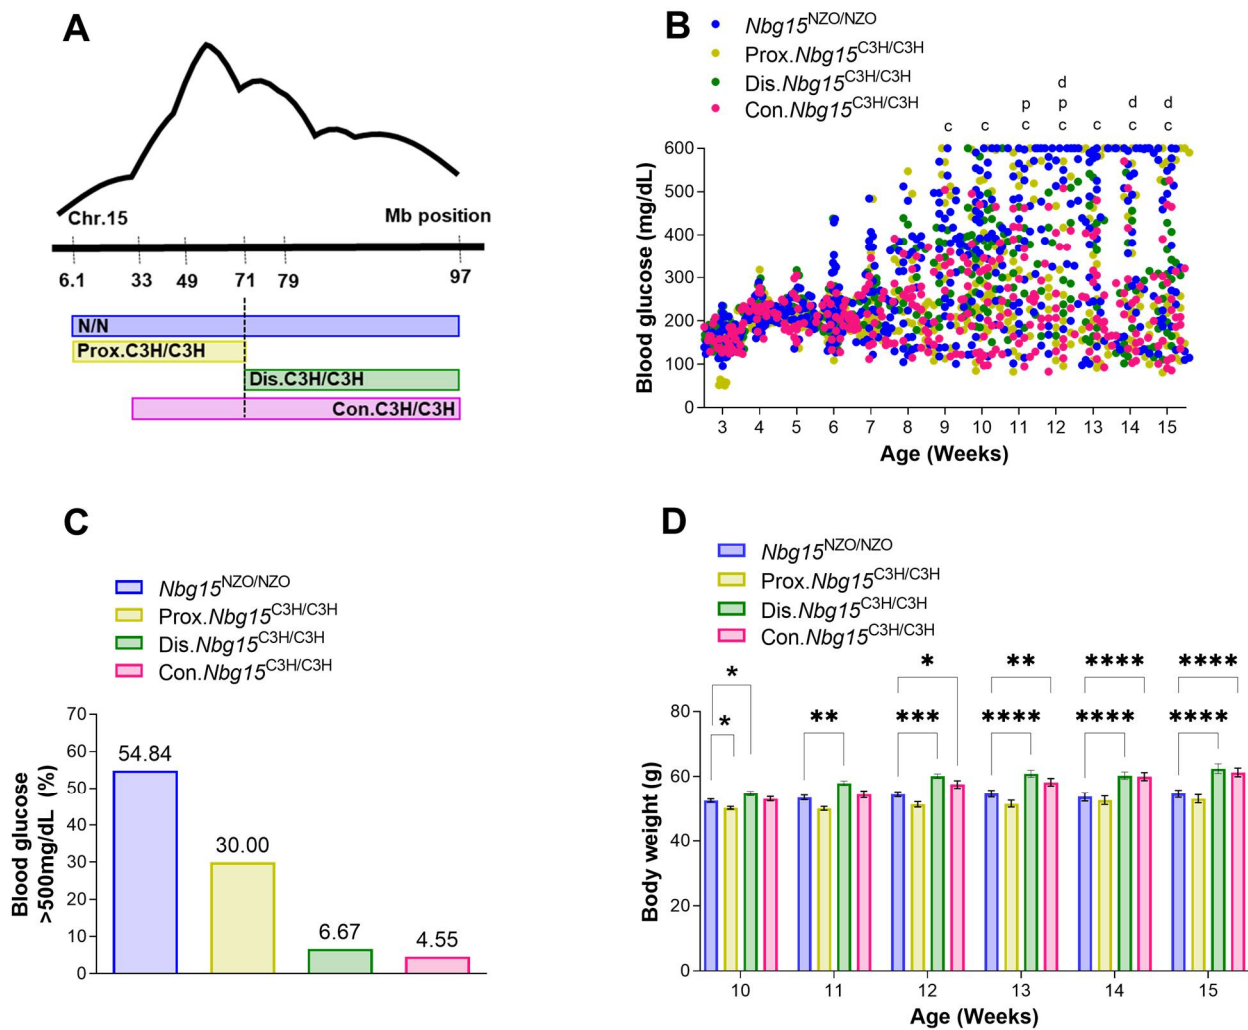 A
Chr.15 Mb position
6.1 33 49 71 79 97
N/N
Prox.C3H/C3H
Dis.C3H/C3H
Con.C3H/C3H
B
Nbg15NZO/NZO
Prox.Nbg15C3H/C3H
Dis.Nbg15C3H/C3H
Con.Nbg15C3H/C3H
d
p p d d
c c c c c c c
Blood glucose (mg/dL)
600
500
400
300
200
100
0
3 4 5 6 7 8 9 10 11 12 13 14 15
Age (Weeks)
C
Nbg15NZO/NZO
Prox.Nbg15C3H/C3H
Dis.Nbg15C3H/C3H
Con.Nbg15C3H/C3H
Blood glucose
>500mg/dL (%)
70
60
50
40
30
20
10
0
54.84
30.00
6.67
4.55
D
Nbg15NZO/NZO
Prox.Nbg15C3H/C3H
Dis.Nbg15C3H/C3H
Con.Nbg15C3H/C3H
* ** **** ****
*
* ** *** **** **** ****
Body weight (g)
80
60
40
20
0
10 11 12 13 14 15
Age (Weeks)